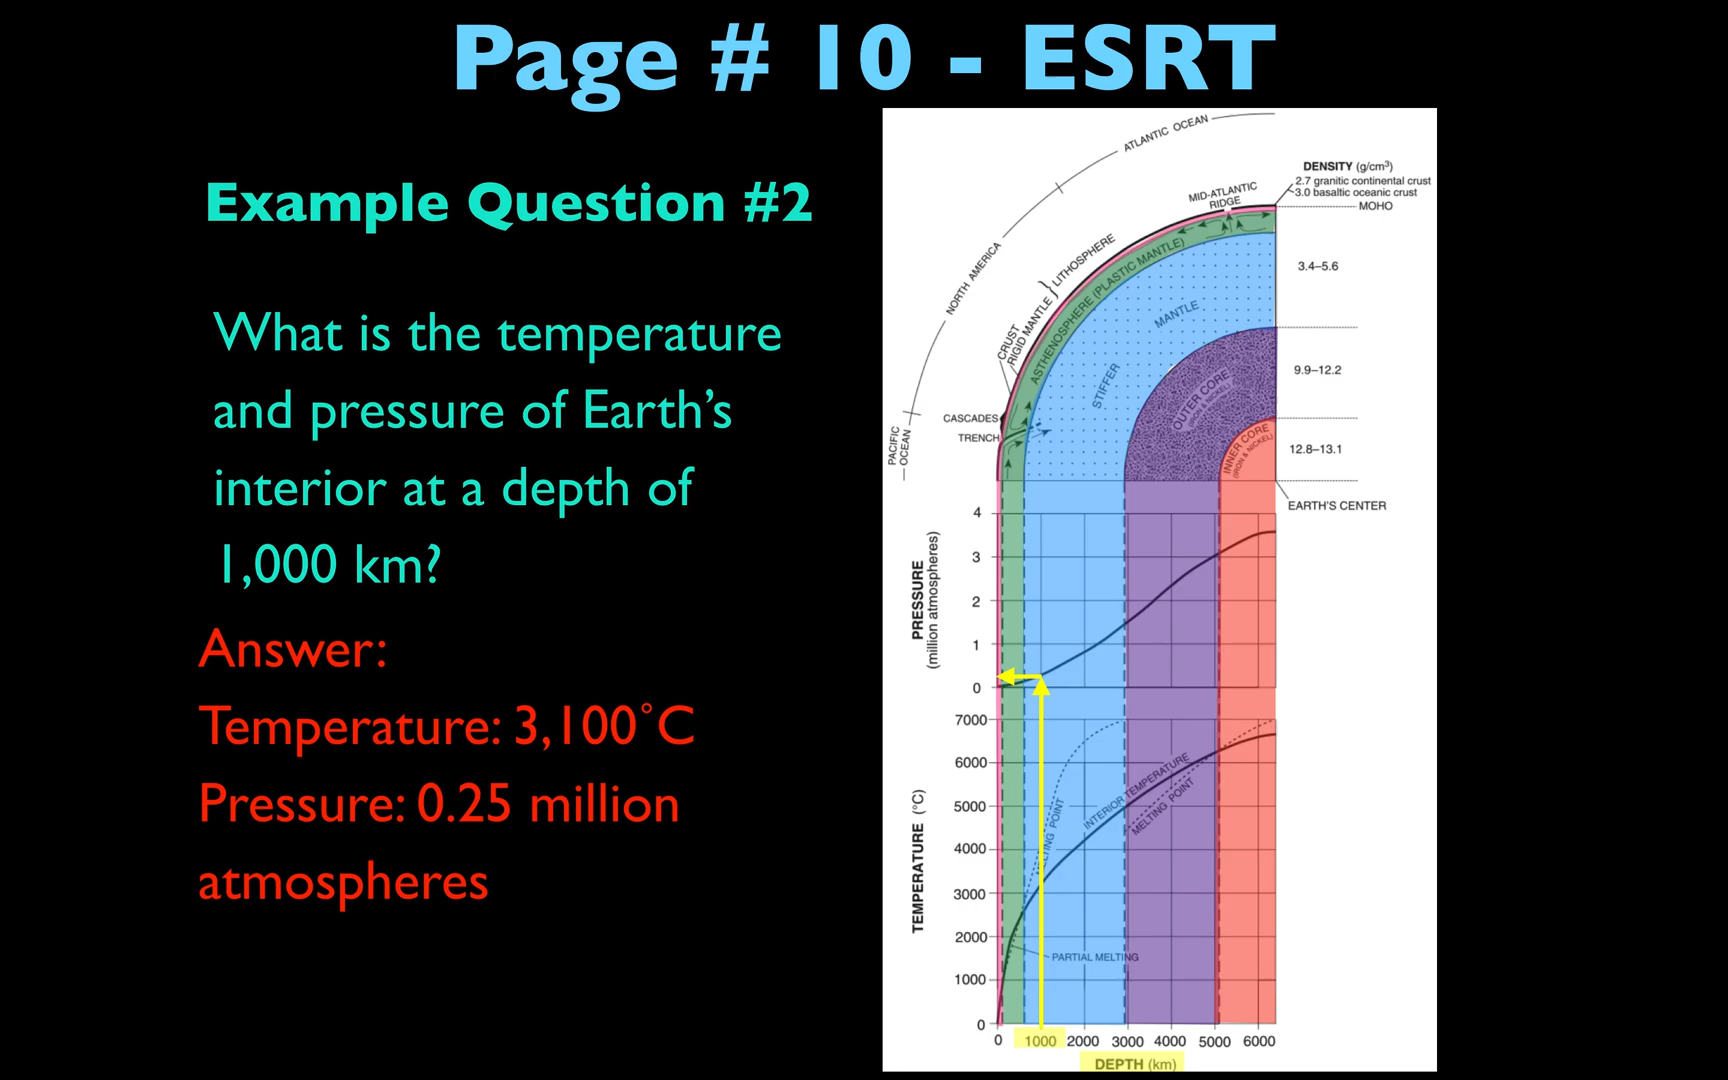 Page # 10 - ESRT
Example Question #2
What is the temperature
and pressure of Earth's
interior at a depth of
1,000 km?
Answer:
Temperature: 3,100˚C
Pressure: 0.25 million
atmospheres
ATLANTIC OCEAN
DENSITY (g/cm³)
2.7 granitic continental crust
3.0 basaltic oceanic crust
MOHO
MID-ATLANTIC
RIDGE
NORTH AMERICA
LITHOSPHERE
CRUST
RIGID MANTLE
ASTHENOSPHERE (PLASTIC MANTLE)
3.4–5.6
STIFFER MANTLE
9.9–12.2
OUTER CORE
CASCADES
TRENCH
PACIFIC
OCEAN
INNER CORE
(IRON & NICKEL)
12.8–13.1
EARTH'S CENTER
PRESSURE
(million atmospheres)
4
3
2
1
0
TEMPERATURE (°C)
7000
6000
5000
4000
3000
2000
1000
0
INTERIOR TEMPERATURE
MELTING POINT
PARTIAL MELTING
0 1000 2000 3000 4000 5000 6000
DEPTH (km)